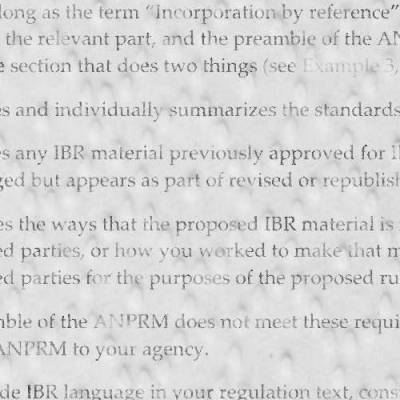 long as the term "Incorporation by reference"
the relevant part, and the preamble of the AN
section that does two things (see Example 3,
and individually summarizes the standards
any IBR material previously approved for I
ged but appears as part of revised or republis
the ways that the proposed IBR material is
ed parties, or how you worked to make that m
ed parties for the purposes of the proposed ru
mble of the ANPRM does not meet these requi
ANPRM to your agency.
de IBR language in your regulation text, cons